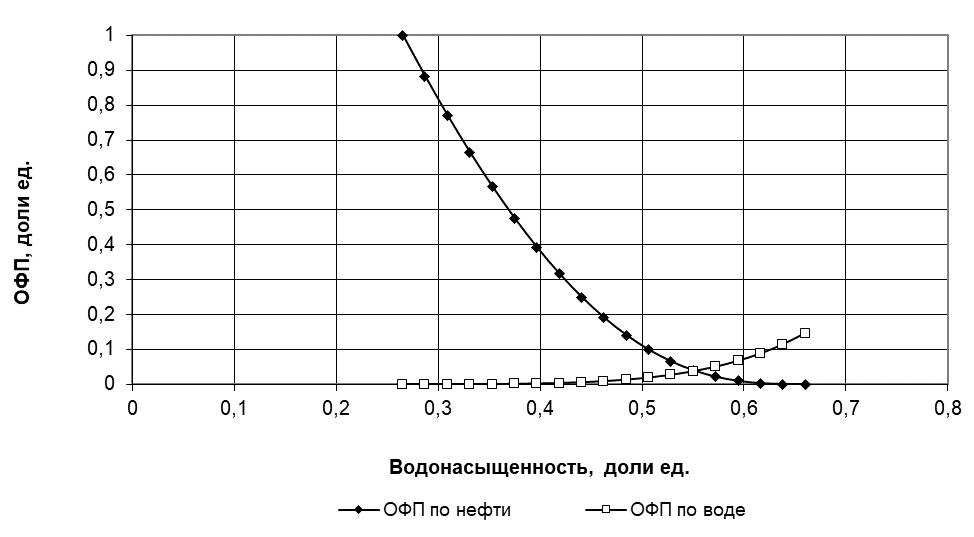 1
0,9
0,8
0,7
0,6
0,5
0,4
0,3
0,2
0,1
0
ОФП, доли ед.
0 0,1 0,2 0,3 0,4 0,5 0,6 0,7 0,8
Водонасыщенность, доли ед.
ОФП по нефти ОФП по воде